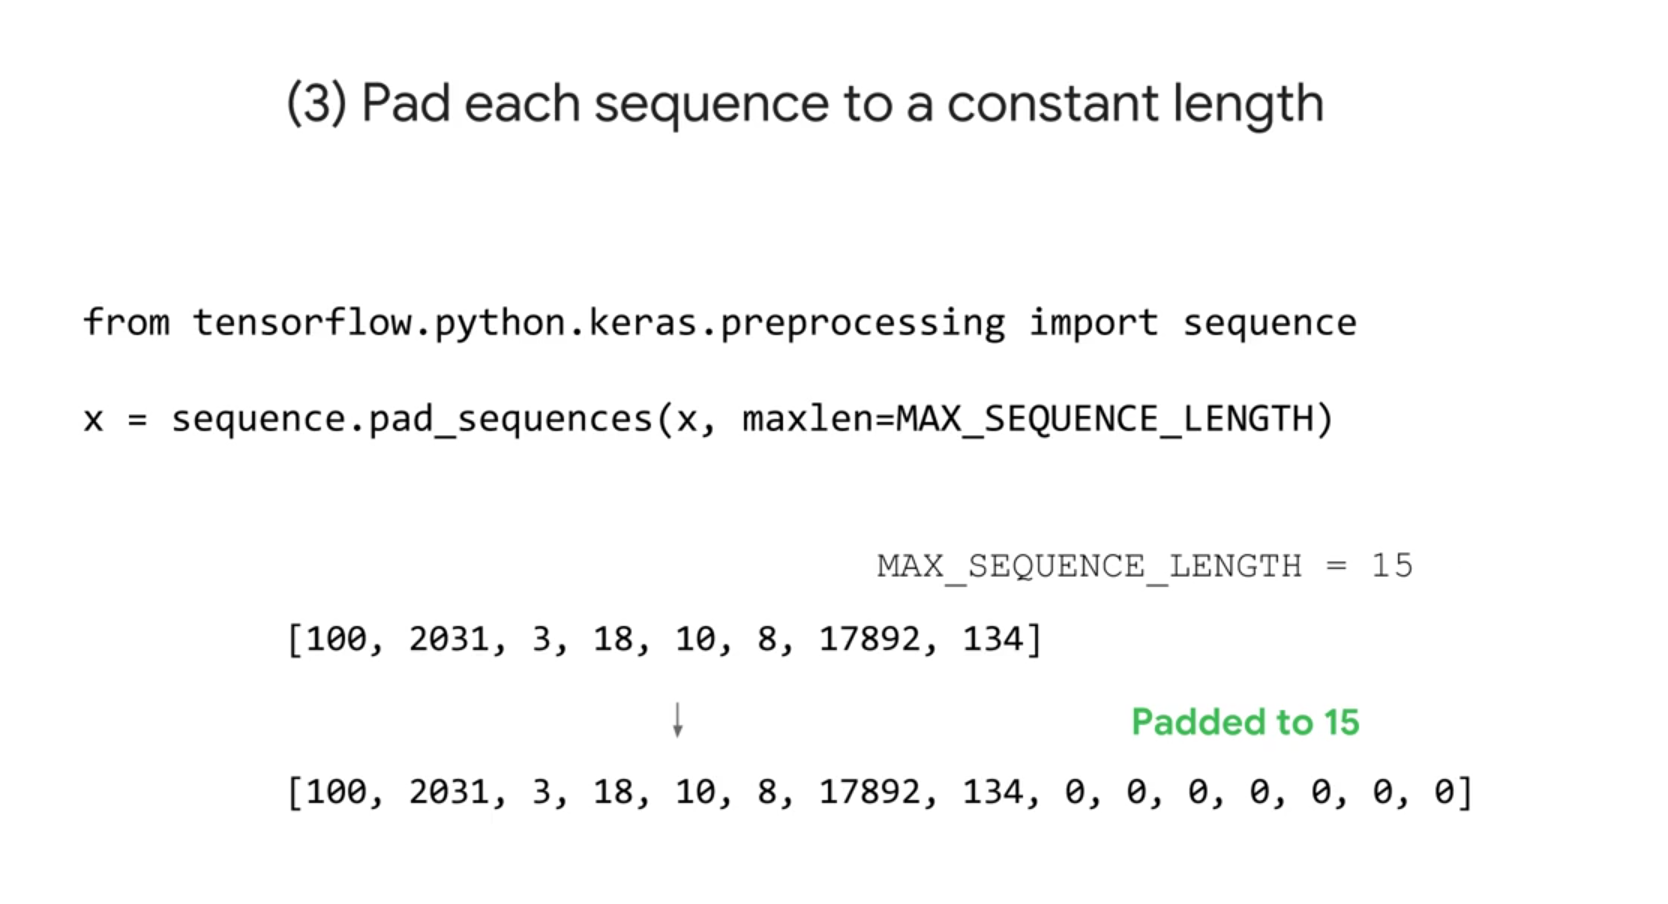 (3) Pad each sequence to a constant length
from tensorflow.python.keras.preprocessing import sequence
x = sequence.pad_sequences(x, maxlen=MAX_SEQUENCE_LENGTH)
MAX_SEQUENCE_LENGTH = 15
[100, 2031, 3, 18, 10, 8, 17892, 134]
↓
Padded to 15
[100, 2031, 3, 18, 10, 8, 17892, 134, 0, 0, 0, 0, 0, 0, 0]